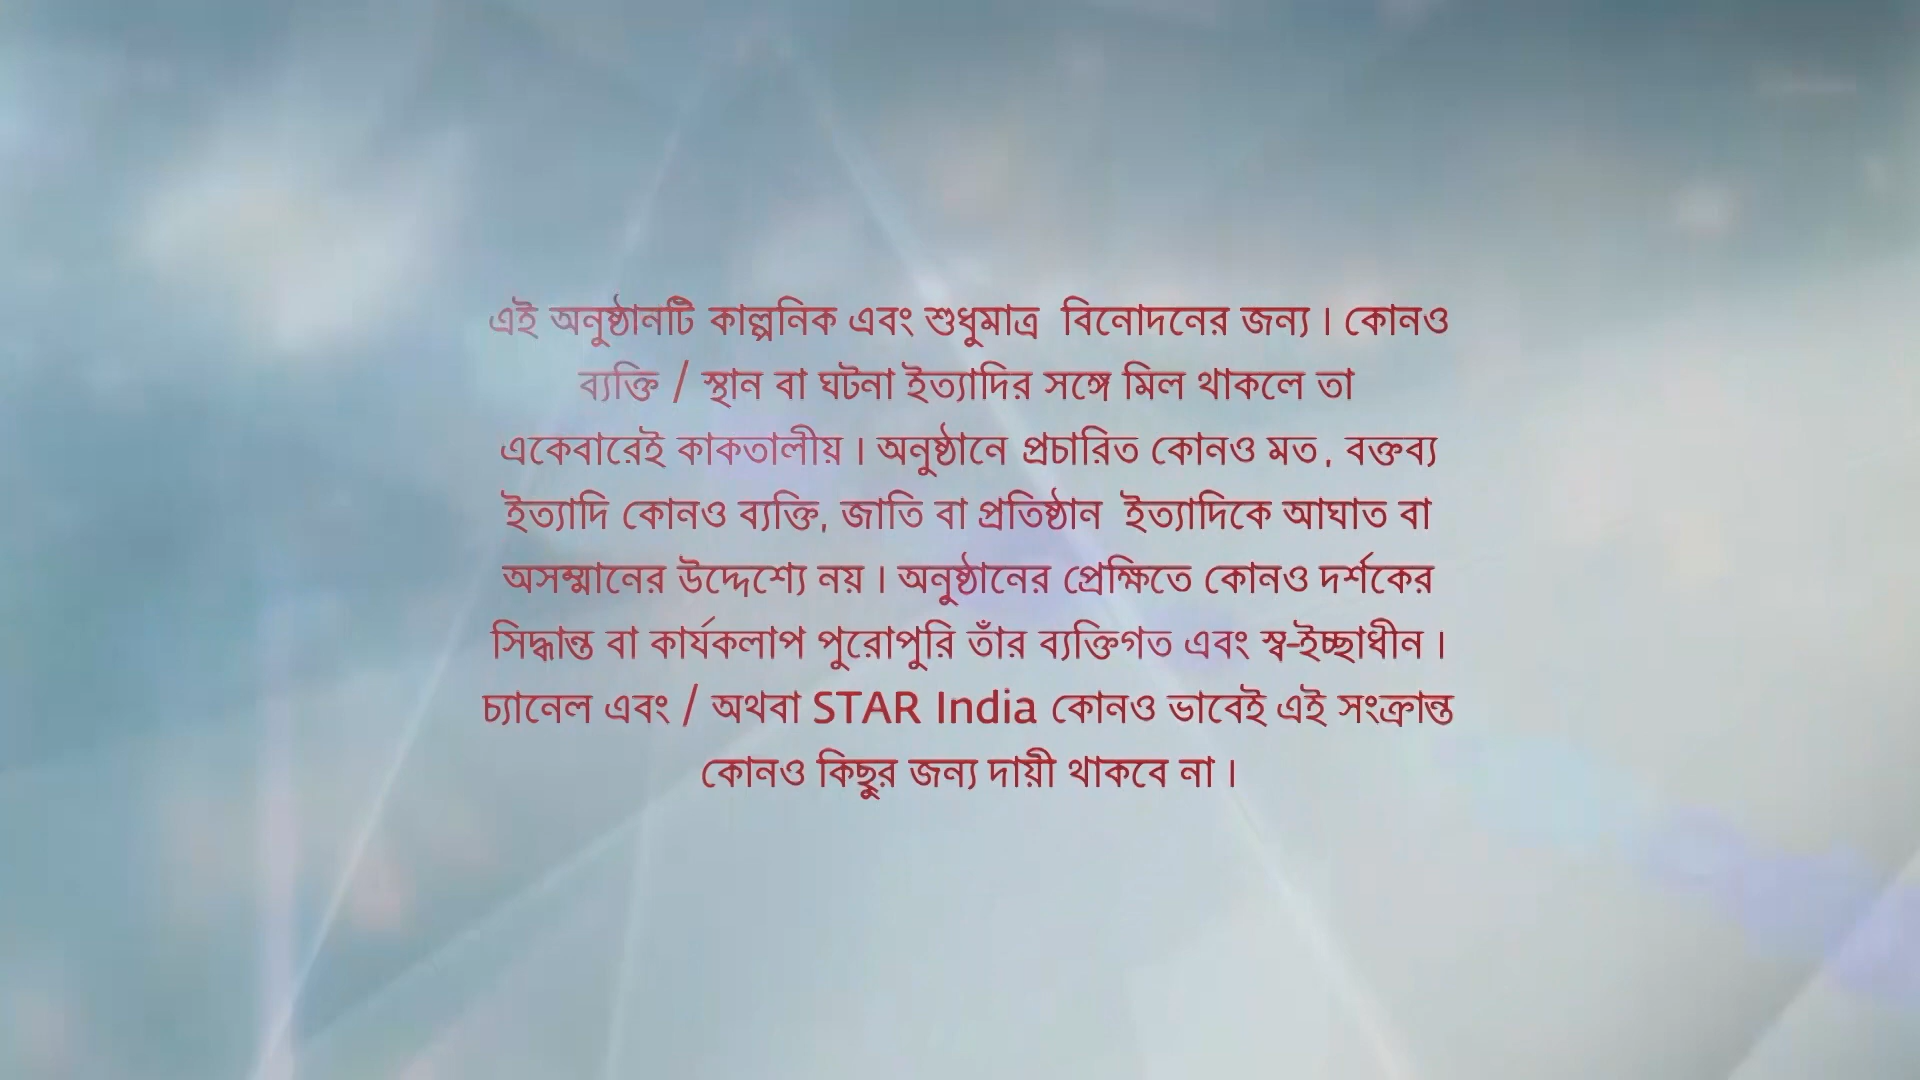 এই অনুষ্ঠানটি কাল্পনিক এবং শুধুমাত্র বিনোদনের জন্য । কোনও
ব্যক্তি / স্থান বা ঘটনা ইত্যাদির সঙ্গে মিল থাকলে তা
একেবারেই কাকতালীয় । অনুষ্ঠানে প্রচারিত কোনও মত, বক্তব্য
ইত্যাদি কোনও ব্যক্তি, জাতি বা প্রতিষ্ঠান ইত্যাদিকে আঘাত বা
অসম্মানের উদ্দেশ্যে নয় । অনুষ্ঠানের প্রেক্ষিতে কোনও দর্শকের
সিদ্ধান্ত বা কার্যকলাপ পুরোপুরি তাঁর ব্যক্তিগত এবং স্ব-ইচ্ছাধীন ।
চ্যানেল এবং / অথবা STAR India কোনও ভাবেই এই সংক্রান্ত
কোনও কিছুর জন্য দায়ী থাকবে না ।